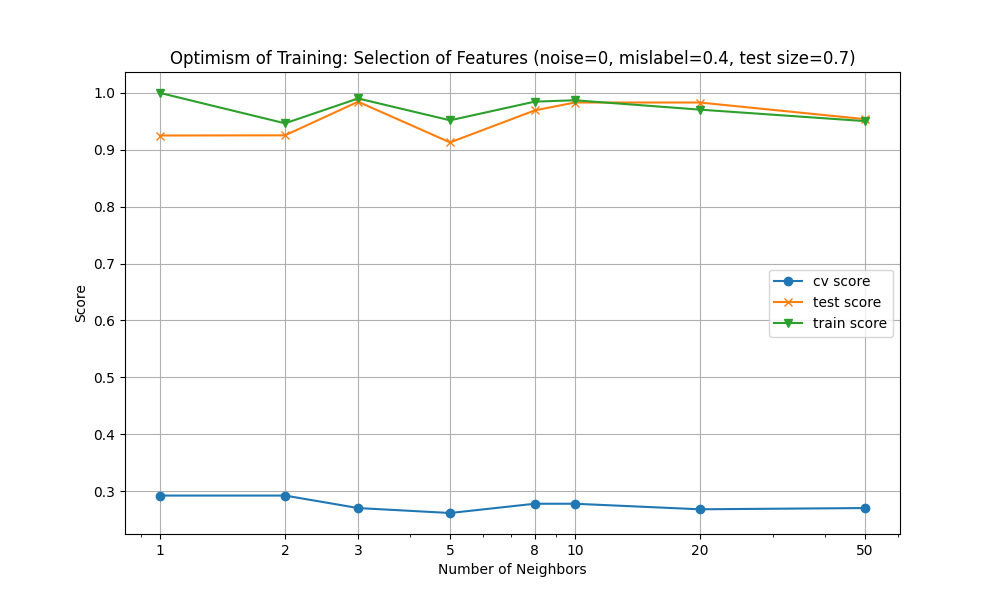 Optimism of Training: Selection of Features (noise=0, mislabel=0.4, test size=0.7)
Score
1.0
0.9
0.8
0.7
0.6
0.5
0.4
0.3
cv score
test score
train score
1 2 3 5 8 10 20 50
Number of Neighbors